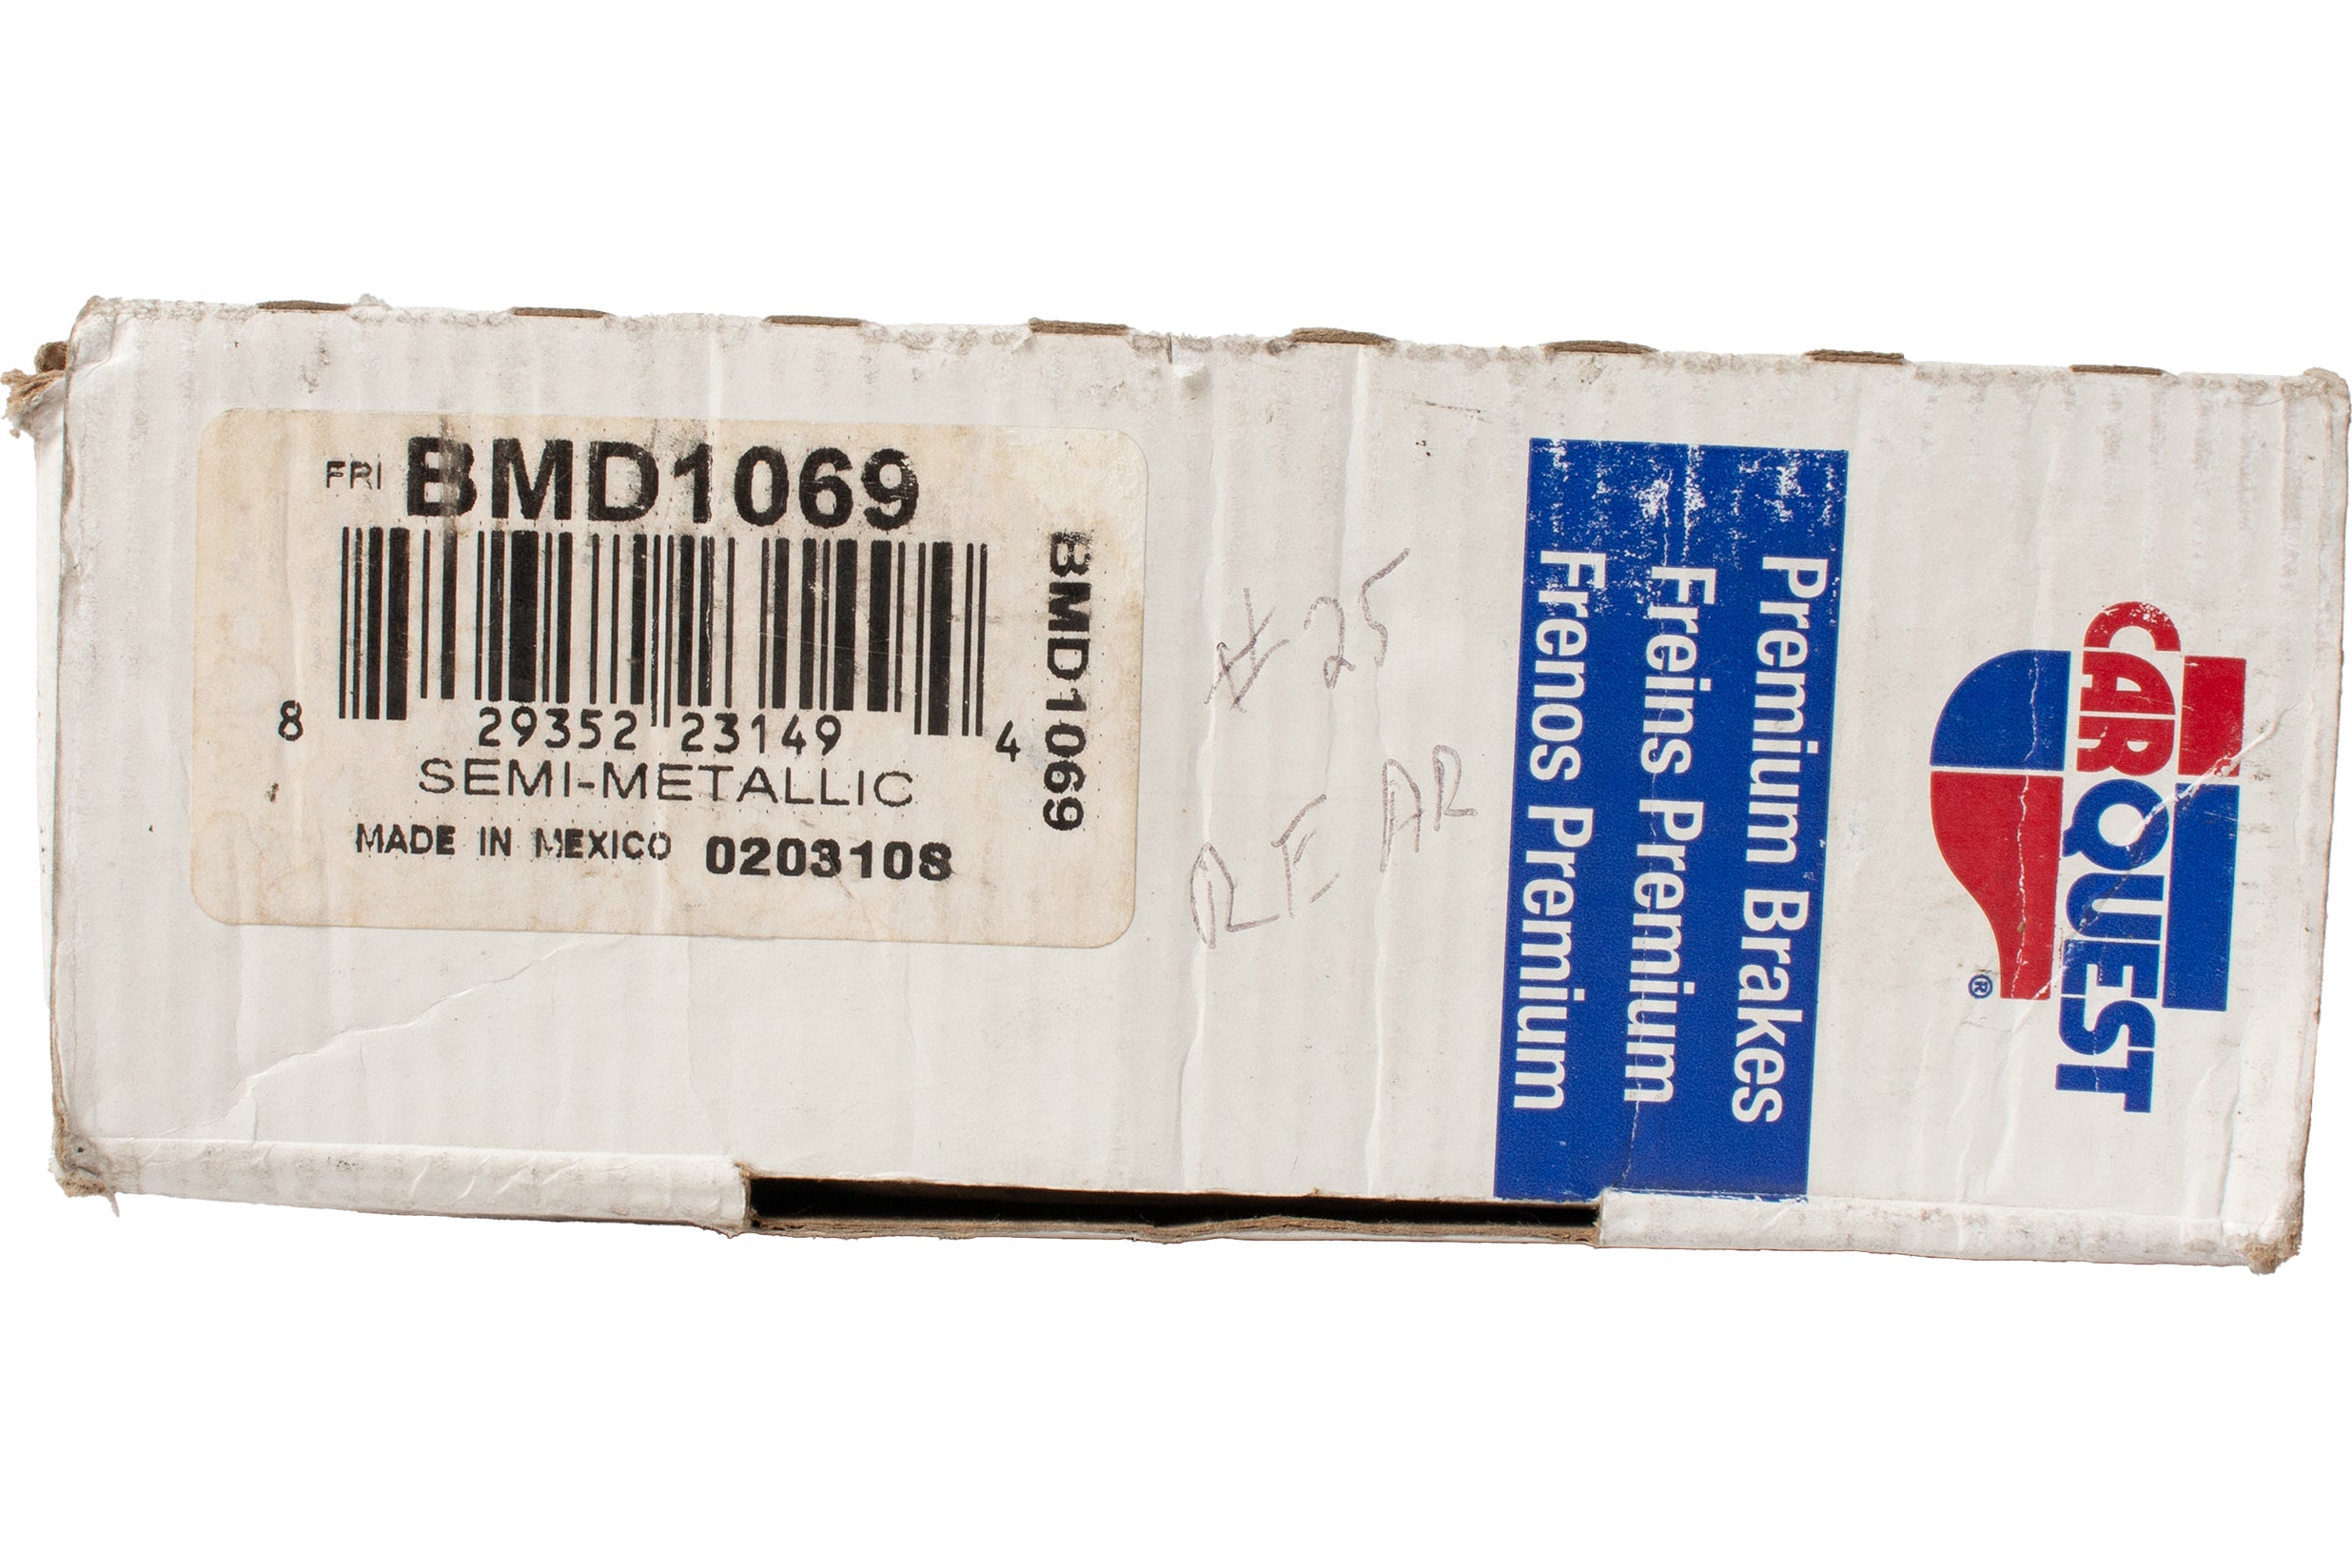 FRI BMD1069
8 29352 23149 4
SEMI-METALLIC
MADE IN MEXICO 0203108
BMD1069
#25
REAR
Premium Brakes
Freins Premium
Frenos Premium
CARQUEST
®